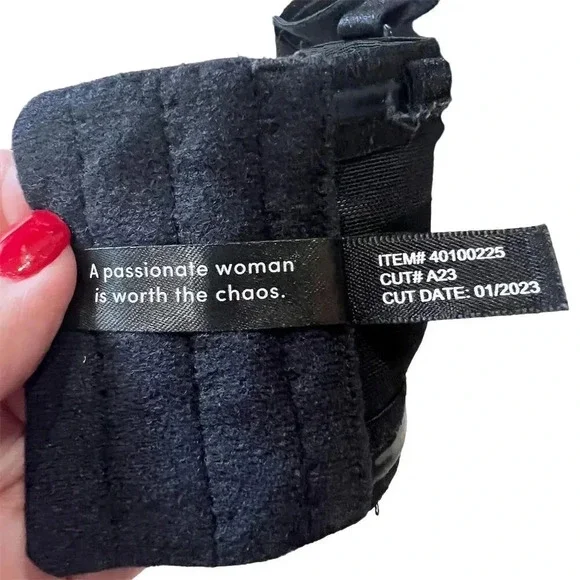 A passionate woman
is worth the chaos.
ITEM# 40100225
CUT# A23
CUT DATE: 01/2023